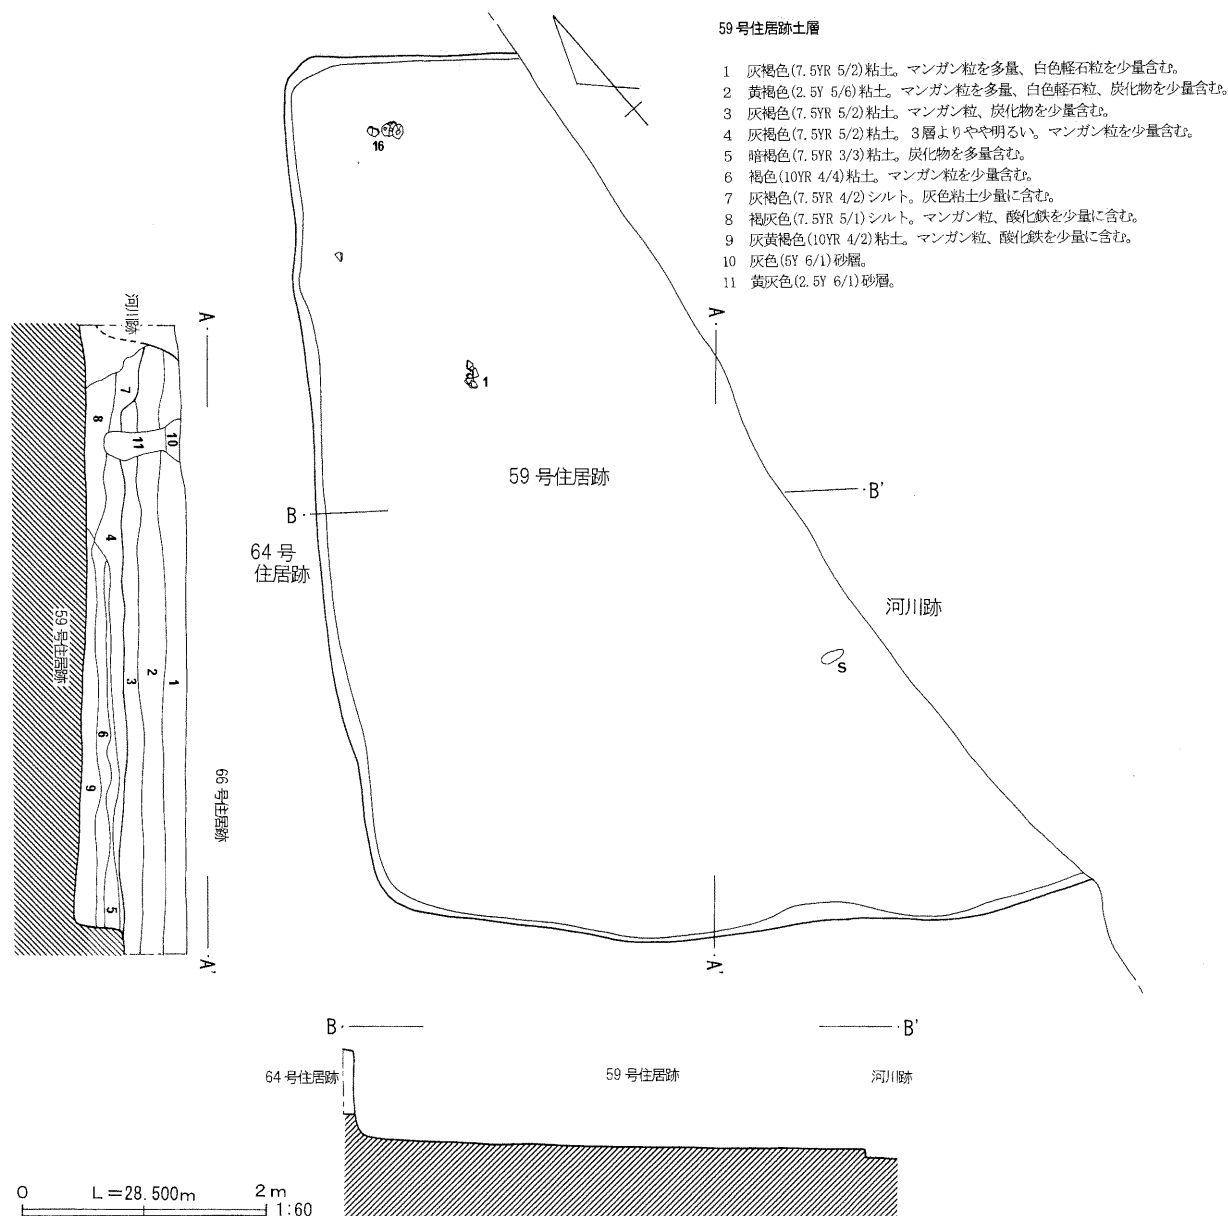 59号住居跡土層
1 灰褐色(7.5YR 5/2)粘土。マンガン粒を多量、白色軽石粒を少量含む。
2 黄褐色(2.5Y 5/6)粘土。マンガン粒を多量、白色軽石粒、炭化物を少量含む。
3 灰褐色(7.5YR 5/2)粘土。マンガン粒、炭化物を少量含む。
4 灰褐色(7.5YR 5/2)粘土。3層よりやや明るい。マンガン粒を少量含む。
5 暗褐色(7.5YR 3/3)粘土。炭化物を多量含む。
6 褐色(10YR 4/4)粘土。マンガン粒を少量含む。
7 灰褐色(7.5YR 4/2)シルト。灰色粘土少量に含む。
8 褐灰色(7.5YR 5/1)シルト。マンガン粒、酸化鉄を少量に含む。
9 灰黄褐色(10YR 4/2)粘土。マンガン粒、酸化鉄を少量に含む。
10 灰色(5Y 6/1)砂層。
11 黄灰色(2.5Y 6/1)砂層。
16
1
59号住居跡
A
A'
B
B'
64号
住居跡
河川跡
S
河川跡
A
A'
7
8
11
10
4
59号住居跡
3
2
1
6
9
5
66号住居跡
B
B'
64号住居跡
59号住居跡
河川跡
0
L=28.500m
2m
1:60